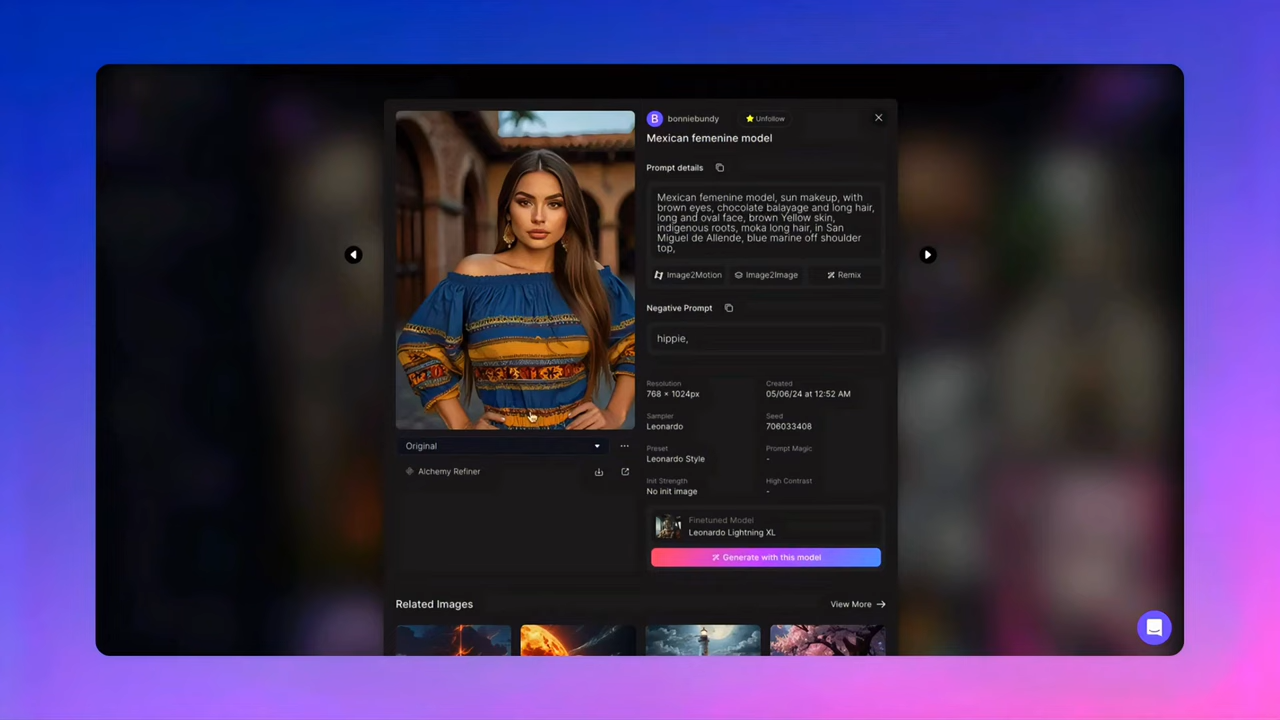 B bonniebundy Unfollow
Mexican femenine model
Prompt details
Mexican femenine model, sun makeup, with
brown eyes, chocolate balayage and long hair,
long and oval face, brown Yellow skin,
indigenous roots, moka long hair, in San
Miguel de Allende, blue marine off shoulder
top,
Image2Motion Image2Image Remix
Negative Prompt
hippie,
Resolution Created
768 × 1024px 05/06/24 at 12:52 AM
Sampler Seed
Leonardo 706033408
Preset Prompt Magic
Leonardo Style -
Init Strength High Contrast
No init image -
Finetuned Model
Leonardo Lightning XL
Generate with this model
Original
Alchemy Refiner
Related Images View More